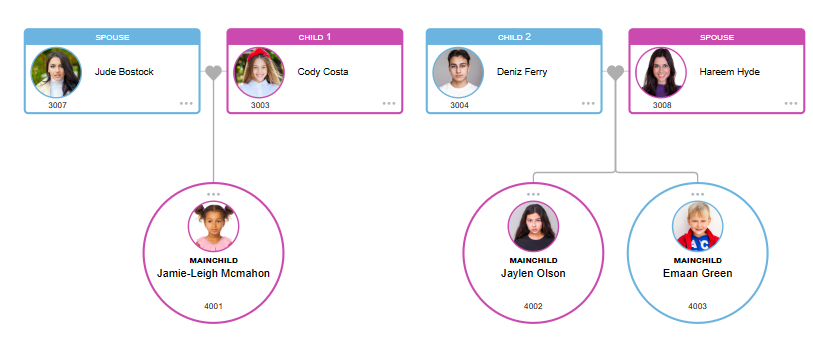 SPOUSE
Jude Bostock
3007
CHILD 1
Cody Costa
3003
CHILD 2
Deniz Ferry
3004
SPOUSE
Hareem Hyde
3008
MAINCHILD
Jamie-Leigh Mcmahon
4001
MAINCHILD
Jaylen Olson
4002
A C
MAINCHILD
Emaan Green
4003